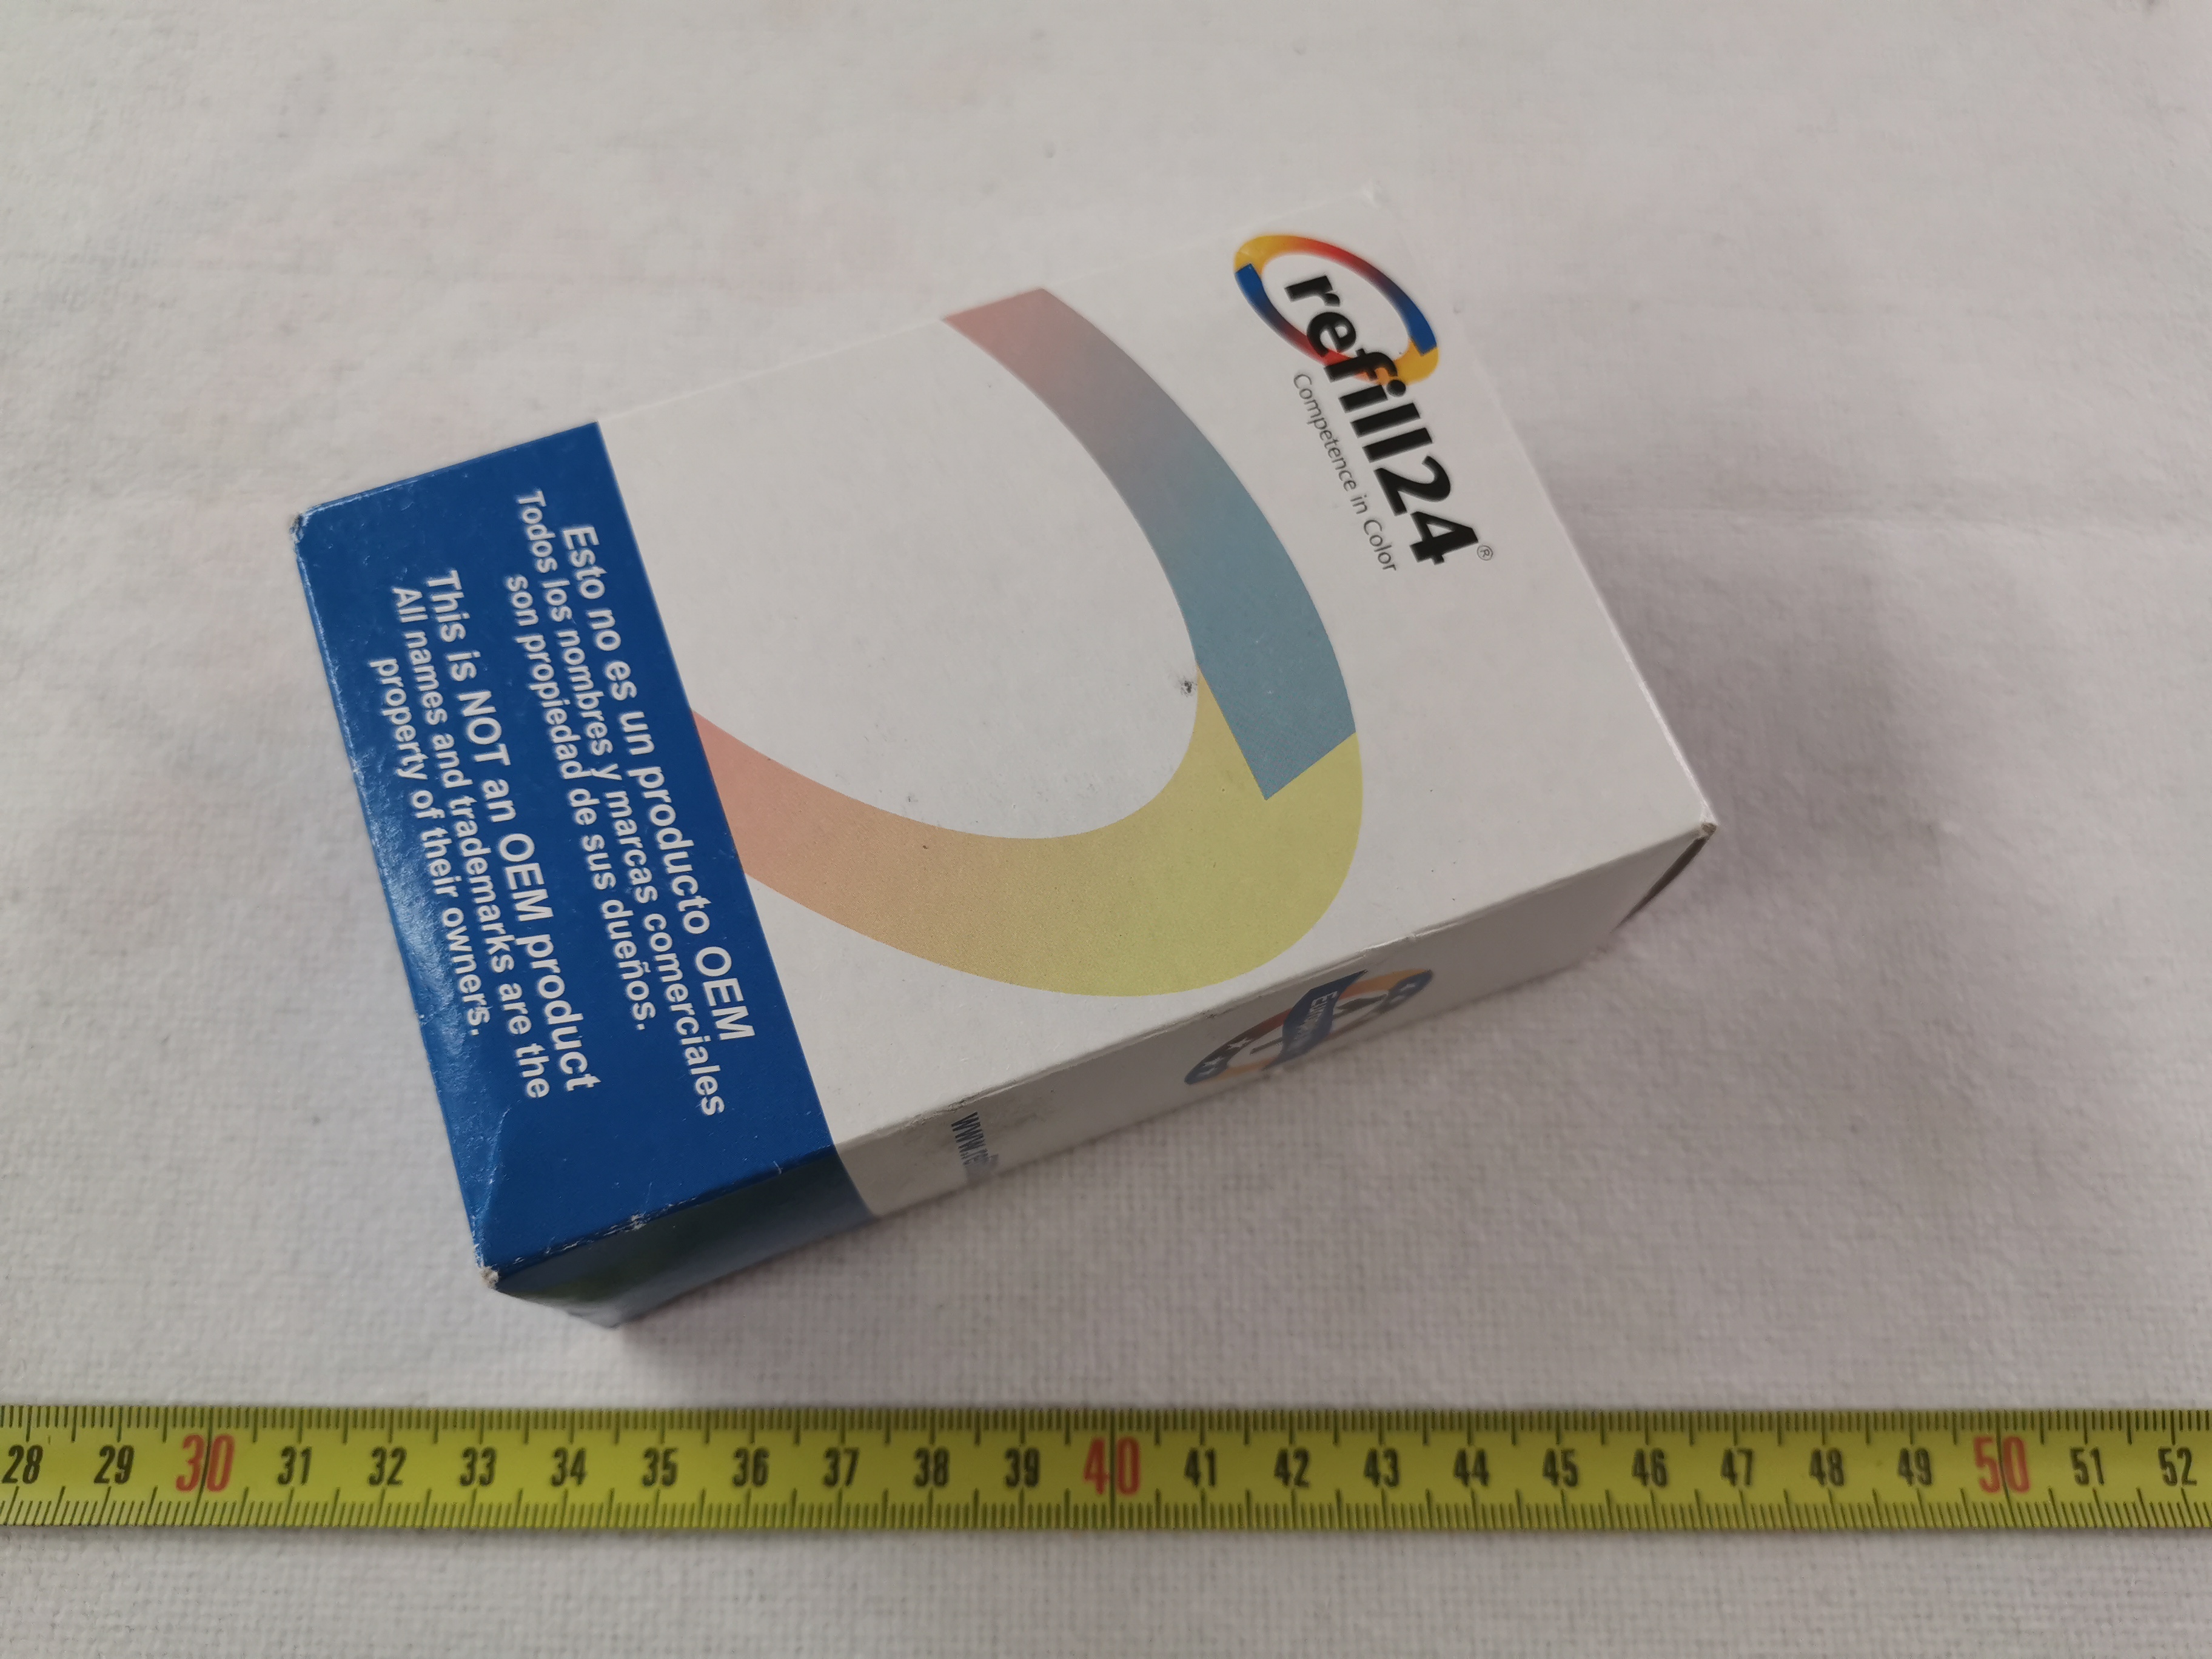 refill24®
Competence in Color
Esto no es un producto OEM
Todos los nombres y marcas comerciales
son propiedad de sus dueños.
This is NOT an OEM product
All names and trademarks are the
property of their owners.
28 29 30 31 32 33 34 35 36 37 38 39 40 41 42 43 44 45 46 47 48 49 50 51 52